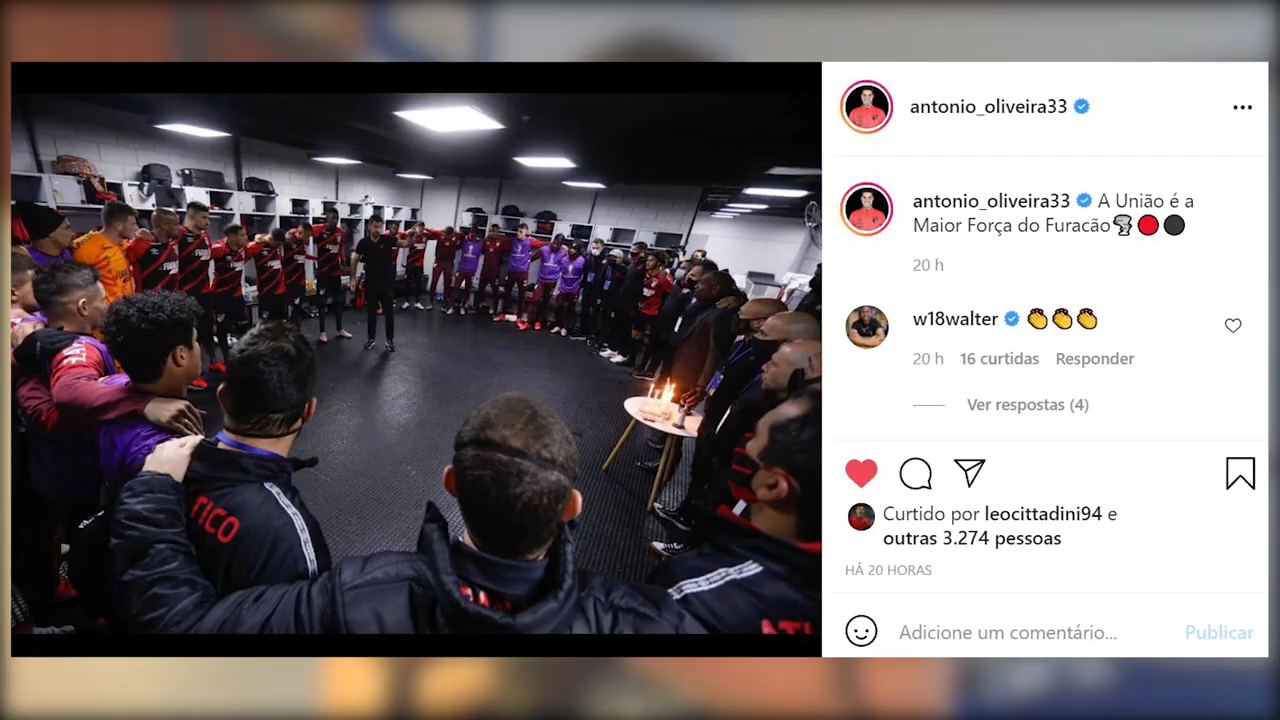 antonio_oliveira33
antonio_oliveira33 A União é a
Maior Força do Furacão🌪️🔴⚫
20 h
w18walter 👏👏👏
20 h 16 curtidas Responder
Ver respostas (4)
Curtido por leocittadini94 e
outras 3.274 pessoas
HÁ 20 HORAS
Adicione um comentário... Publicar
TICO